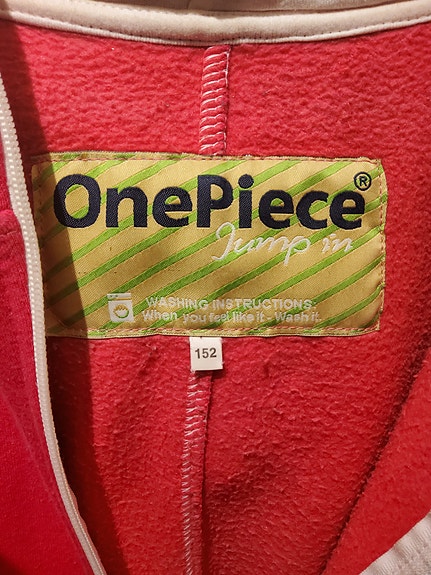 OnePiece®
Jump in
WASHING INSTRUCTIONS:
When you feel like it - Wash it.
152